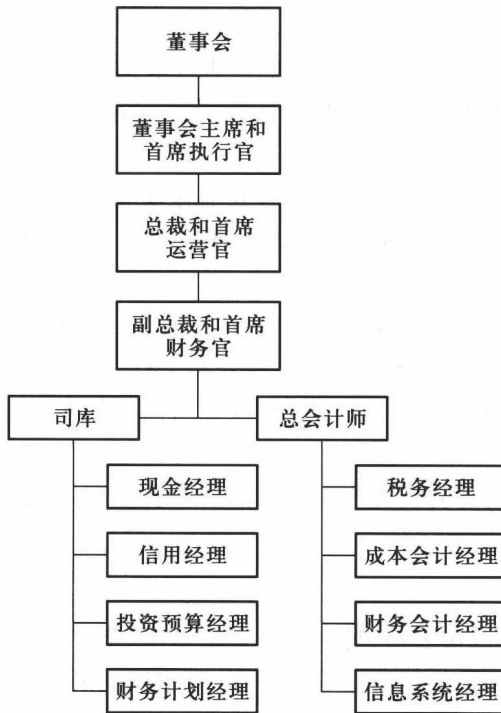 董事会
董事会主席和
首席执行官
总裁和首席
运营官
副总裁和首席
财务官
司库
总会计师
现金经理
税务经理
信用经理
成本会计经理
投资预算经理
财务会计经理
财务计划经理
信息系统经理